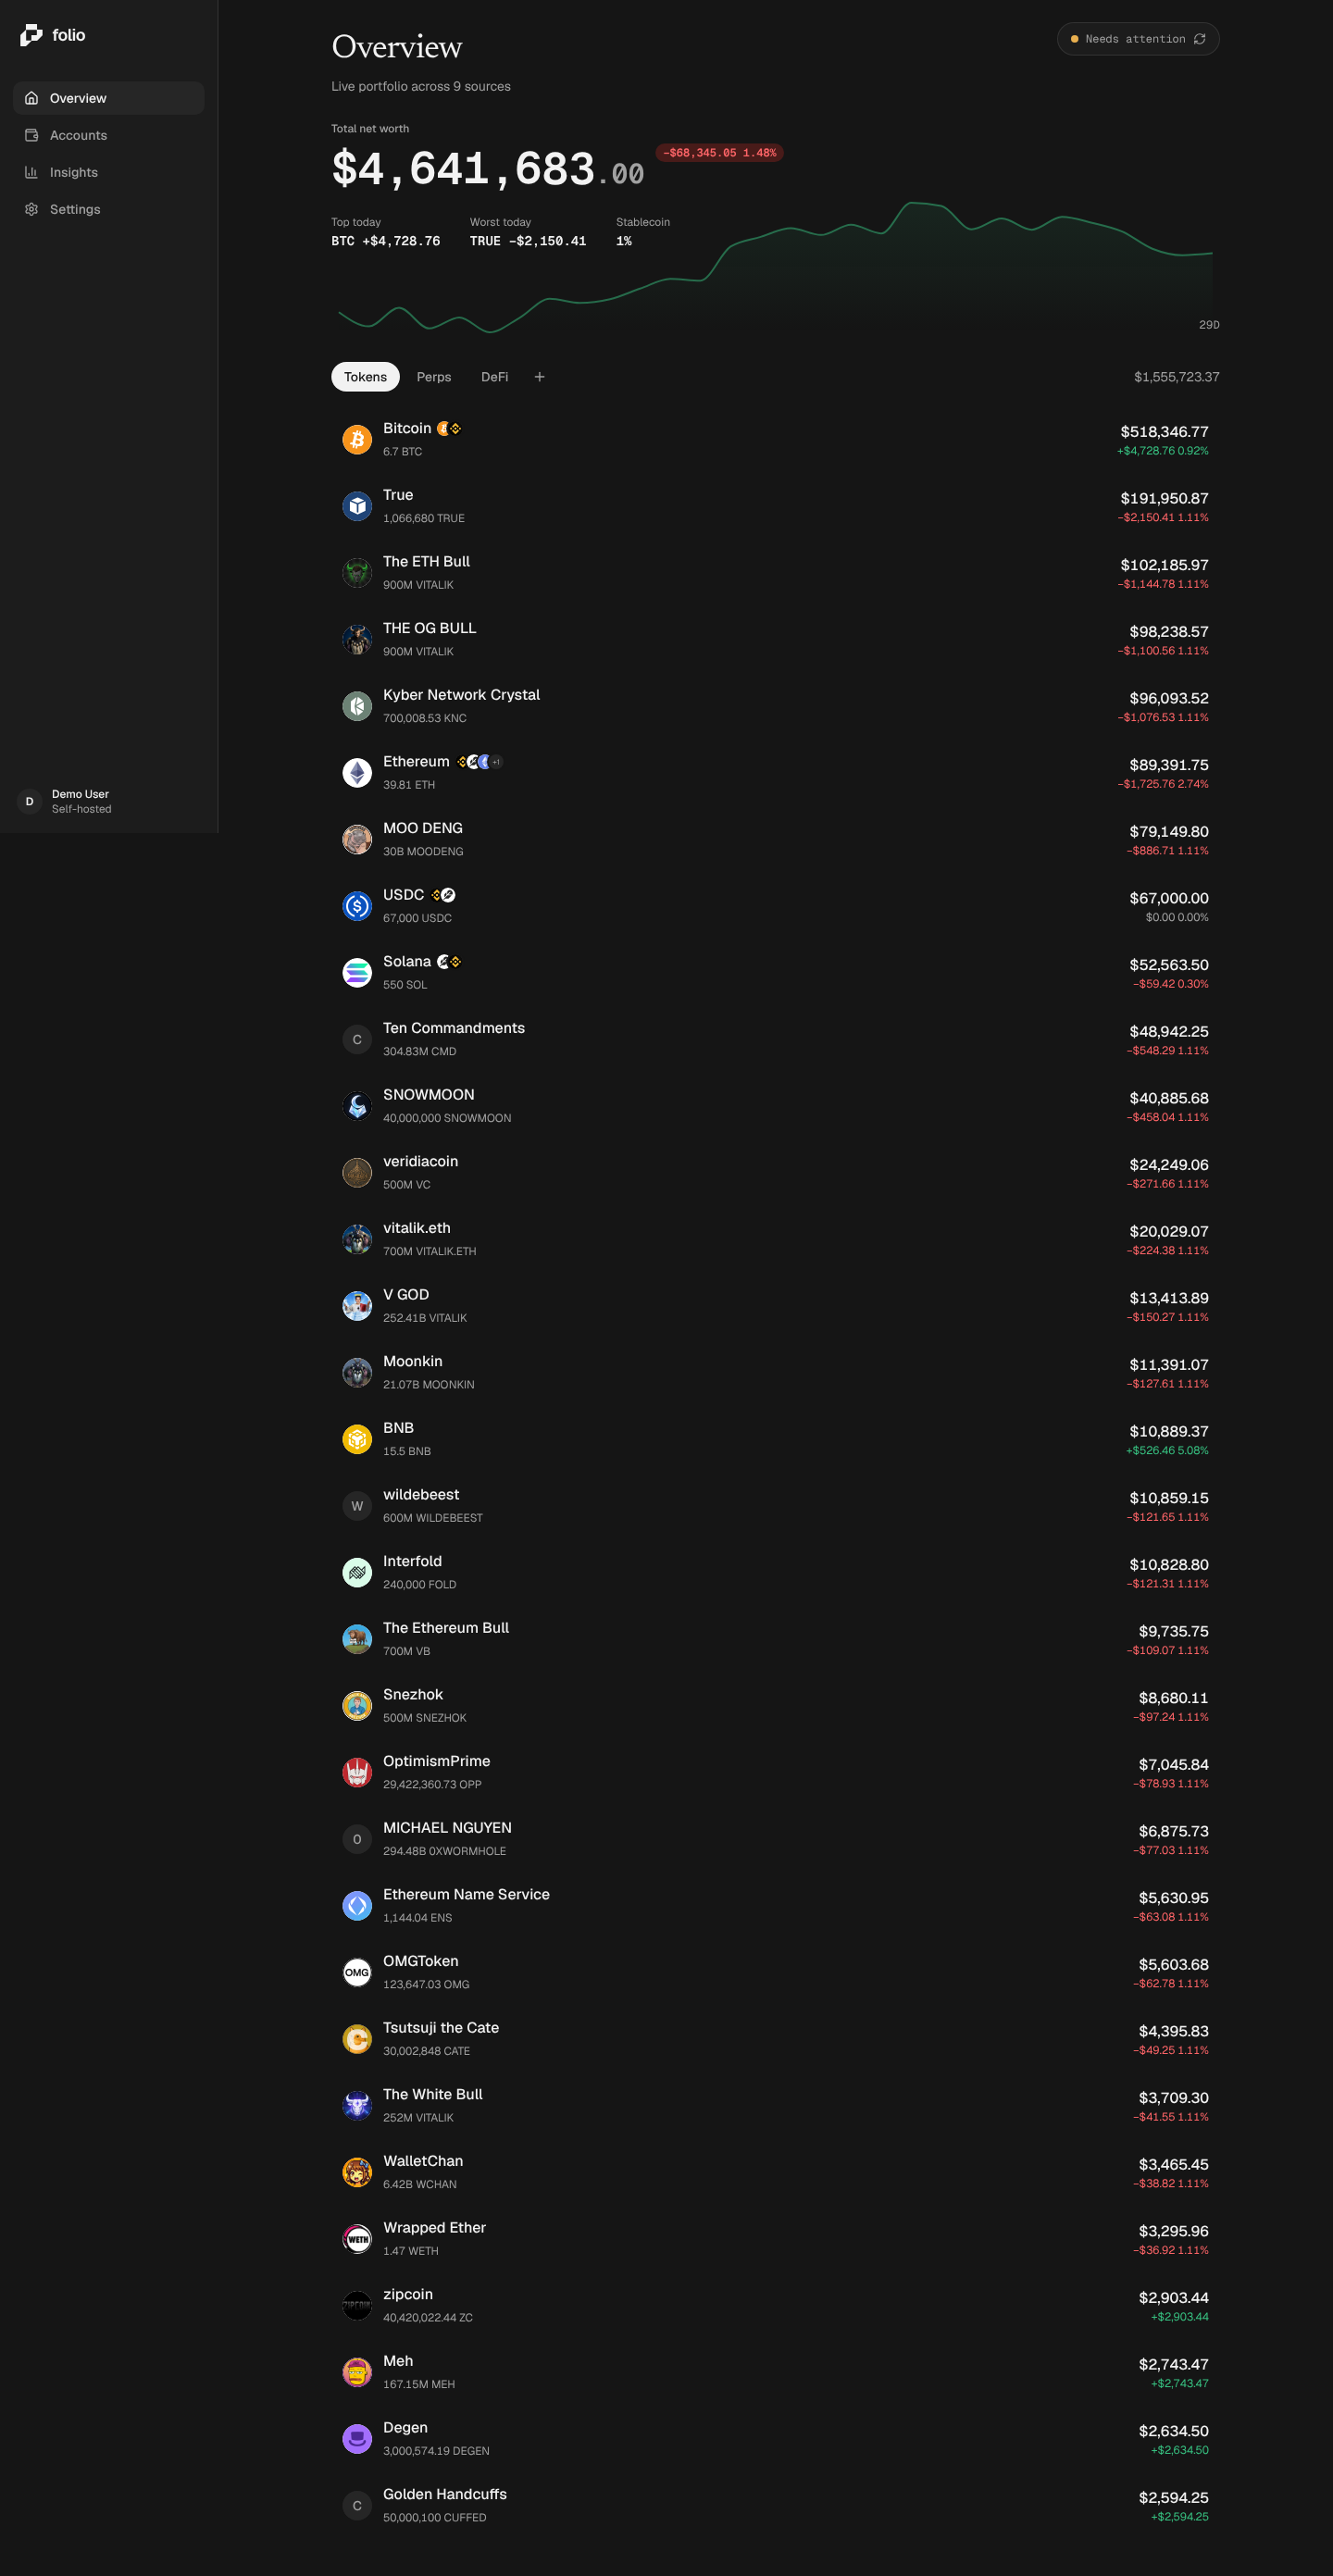 folio
Overview
Accounts
Insights
Settings
D
Demo User
Self-hosted
Overview
Needs attention
Live portfolio across 9 sources
Total net worth
$4,641,683.00
−$68,345.05 1.48%
Top today
BTC +$4,728.76
Worst today
TRUE −$2,150.41
Stablecoin
1%
29D
Tokens
Perps
DeFi
$1,555,723.37
Bitcoin
6.7 BTC
$518,346.77
+$4,728.76 0.92%
True
1,066,680 TRUE
$191,950.87
−$2,150.41 1.11%
The ETH Bull
900M VITALIK
$102,185.97
−$1,144.78 1.11%
THE OG BULL
900M VITALIK
$98,238.57
−$1,100.56 1.11%
Kyber Network Crystal
700,008.53 KNC
$96,093.52
−$1,076.53 1.11%
Ethereum
+1
39.81 ETH
$89,391.75
−$1,725.76 2.74%
MOO DENG
30B MOODENG
$79,149.80
−$886.71 1.11%
USDC
67,000 USDC
$67,000.00
$0.00 0.00%
Solana
550 SOL
$52,563.50
−$59.42 0.30%
C
Ten Commandments
304.83M CMD
$48,942.25
−$548.29 1.11%
SNOWMOON
40,000,000 SNOWMOON
$40,885.68
−$458.04 1.11%
veridiacoin
500M VC
$24,249.06
−$271.66 1.11%
vitalik.eth
700M VITALIK.ETH
$20,029.07
−$224.38 1.11%
V GOD
252.41B VITALIK
$13,413.89
−$150.27 1.11%
Moonkin
21.07B MOONKIN
$11,391.07
−$127.61 1.11%
BNB
15.5 BNB
$10,889.37
+$526.46 5.08%
W
wildebeest
600M WILDEBEEST
$10,859.15
−$121.65 1.11%
Interfold
240,000 FOLD
$10,828.80
−$121.31 1.11%
The Ethereum Bull
700M VB
$9,735.75
−$109.07 1.11%
Snezhok
500M SNEZHOK
$8,680.11
−$97.24 1.11%
OptimismPrime
29,422,360.73 OPP
$7,045.84
−$78.93 1.11%
0
MICHAEL NGUYEN
294.48B 0XWORMHOLE
$6,875.73
−$77.03 1.11%
Ethereum Name Service
1,144.04 ENS
$5,630.95
−$63.08 1.11%
OMG
OMGToken
123,647.03 OMG
$5,603.68
−$62.78 1.11%
Tsutsuji the Cate
30,002,848 CATE
$4,395.83
−$49.25 1.11%
The White Bull
252M VITALIK
$3,709.30
−$41.55 1.11%
WalletChan
6.42B WCHAN
$3,465.45
−$38.82 1.11%
WETH
Wrapped Ether
1.47 WETH
$3,295.96
−$36.92 1.11%
ZIPCOIN
zipcoin
40,420,022.44 ZC
$2,903.44
+$2,903.44
Meh
167.15M MEH
$2,743.47
+$2,743.47
Degen
3,000,574.19 DEGEN
$2,634.50
+$2,634.50
C
Golden Handcuffs
50,000,100 CUFFED
$2,594.25
+$2,594.25